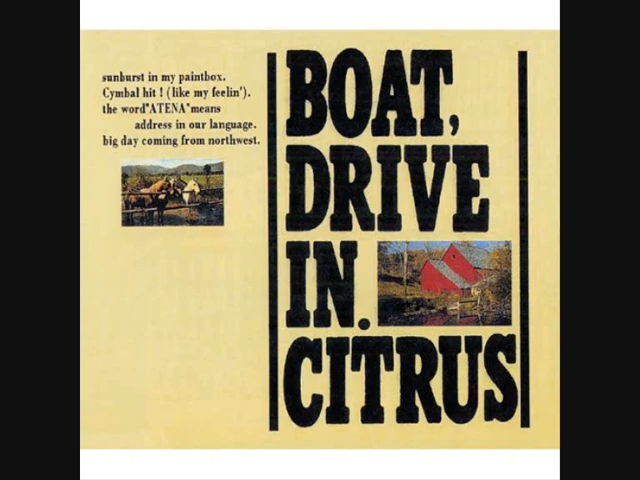 sunburst in my paintbox.
Cymbal hit ! (like my feelin').
the word"ATENA"means
address in our language.
big day coming from northwest.
BOAT,
DRIVE
IN.
CITRUS